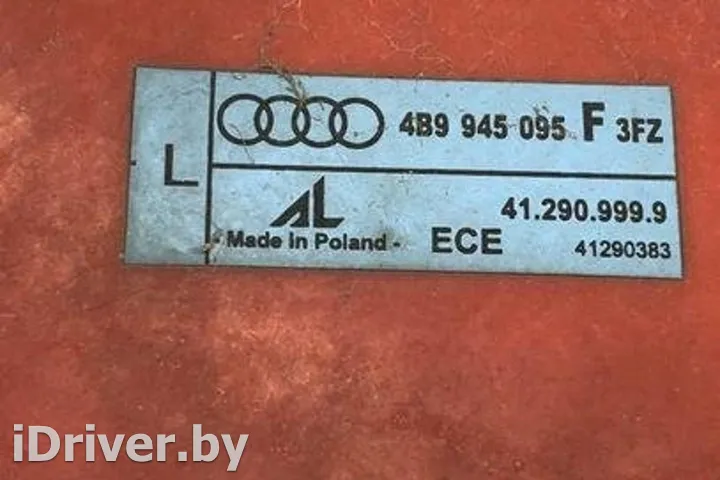 L
4B9 945 095 F 3FZ
AL
41.290.999.9
- Made in Poland - ECE 41290383
iDriver.by